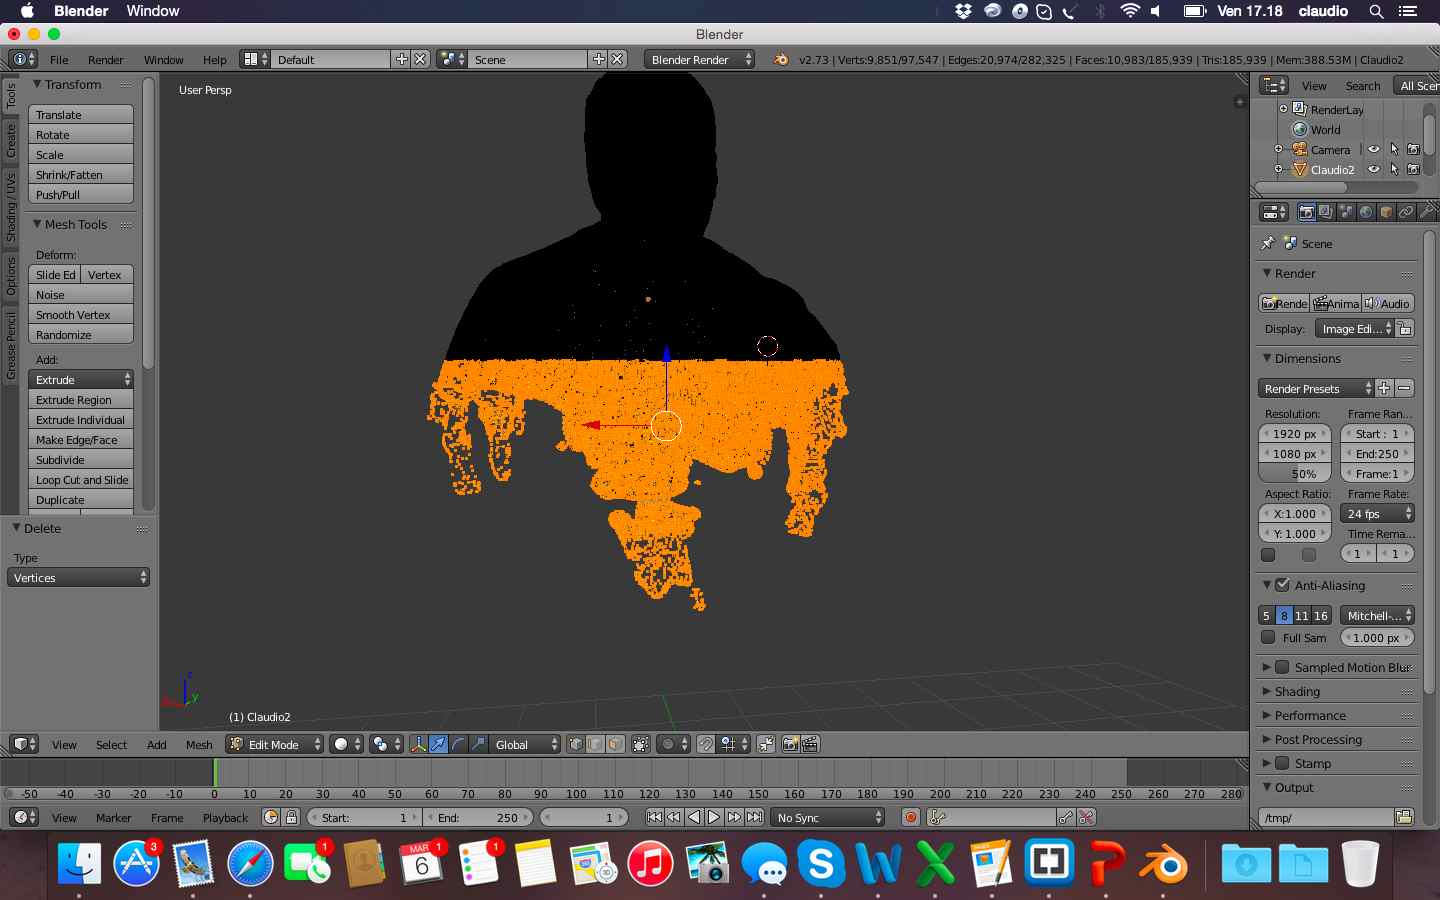 Blender Window
Ven 17.18 claudio
Blender
File Render Window Help
Default
Scene
Blender Render
v2.73 | Verts:9,851/97,547 | Edges:20,974/282,325 | Faces:10,983/185,939 | Tris:185,939 | Mem:388.53M | Claudio2
Tools
Create
Shading / UVs
Options
Grease Pencil
Transform
Translate
Rotate
Scale
Shrink/Fatten
Push/Pull
Mesh Tools
Deform:
Slide Ed Vertex
Noise
Smooth Vertex
Randomize
Add:
Extrude
Extrude Region
Extrude Individual
Make Edge/Face
Subdivide
Loop Cut and Slide
Duplicate
Delete
Type
Vertices
User Persp
z
y
(1) Claudio2
View Search All Scen
RenderLay
World
Camera
Claudio2
Scene
Render
Rende Anima Audio
Display: Image Edi...
Dimensions
Render Presets
Resolution: Frame Ran...
1920 px Start : 1
1080 px End:250
50% Frame:1
Aspect Ratio: Frame Rate:
X:1.000 24 fps
Y: 1.000 Time Rema...
1 1
Anti-Aliasing
5 8 11 16 Mitchell-...
Full Sam 1.000 px
Sampled Motion Blur
Shading
Performance
Post Processing
Stamp
Output
/tmp/
View Select Add Mesh Edit Mode Global
-50 -40 -30 -20 -10 0 10 20 30 40 50 60 70 80 90 100 110 120 130 140 150 160 170 180 190 200 210 220 230 240 250 260 270 280
View Marker Frame Playback Start: 1 End: 250 1 No Sync
3
1
MAR
6
1
1